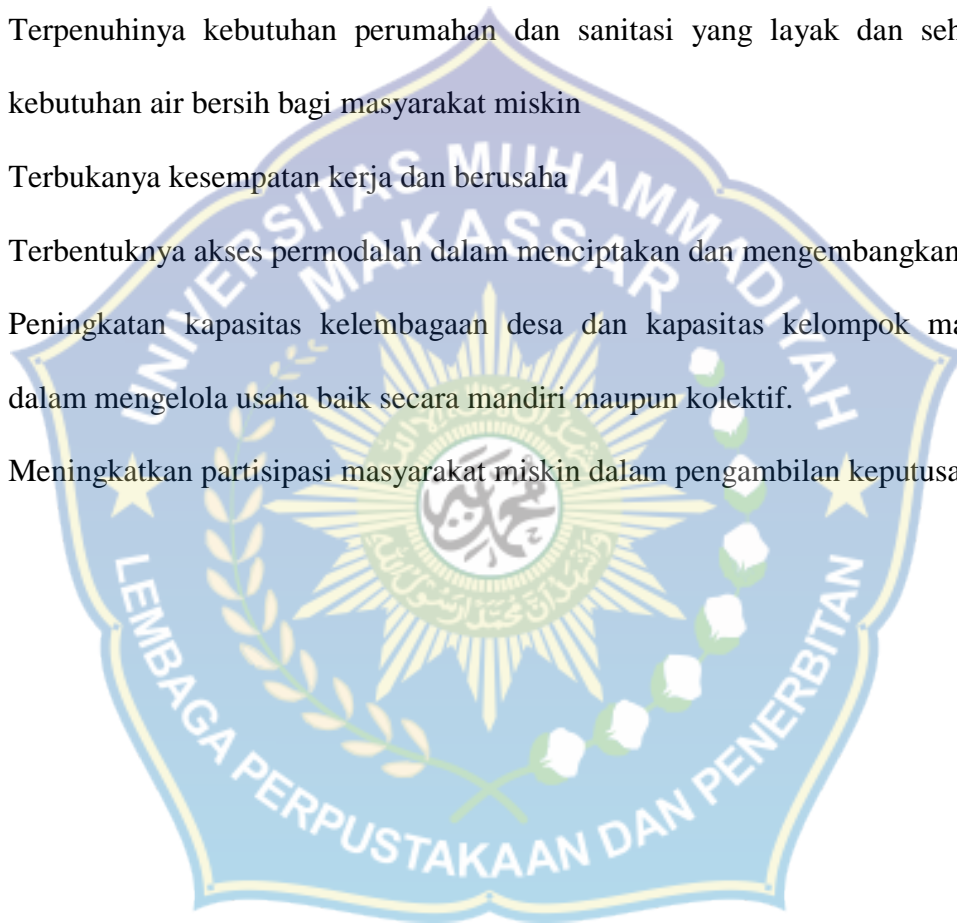 Terpenuhinya kebutuhan perumahan dan sanitasi yang layak dan seh
kebutuhan air bersih bagi masyarakat miskin
Terbukanya kesempatan kerja dan berusaha
Terbentuknya akses permodalan dalam menciptakan dan mengembangkan
Peningkatan kapasitas kelembagaan desa dan kapasitas kelompok ma
dalam mengelola usaha baik secara mandiri maupun kolektif.
Meningkatkan partisipasi masyarakat miskin dalam pengambilan keputusa
UNIVERSITAS MUHAMMADIYAH
MAKASSAR
LEMBAGA PERPUSTAKAAN DAN PENERBITAN